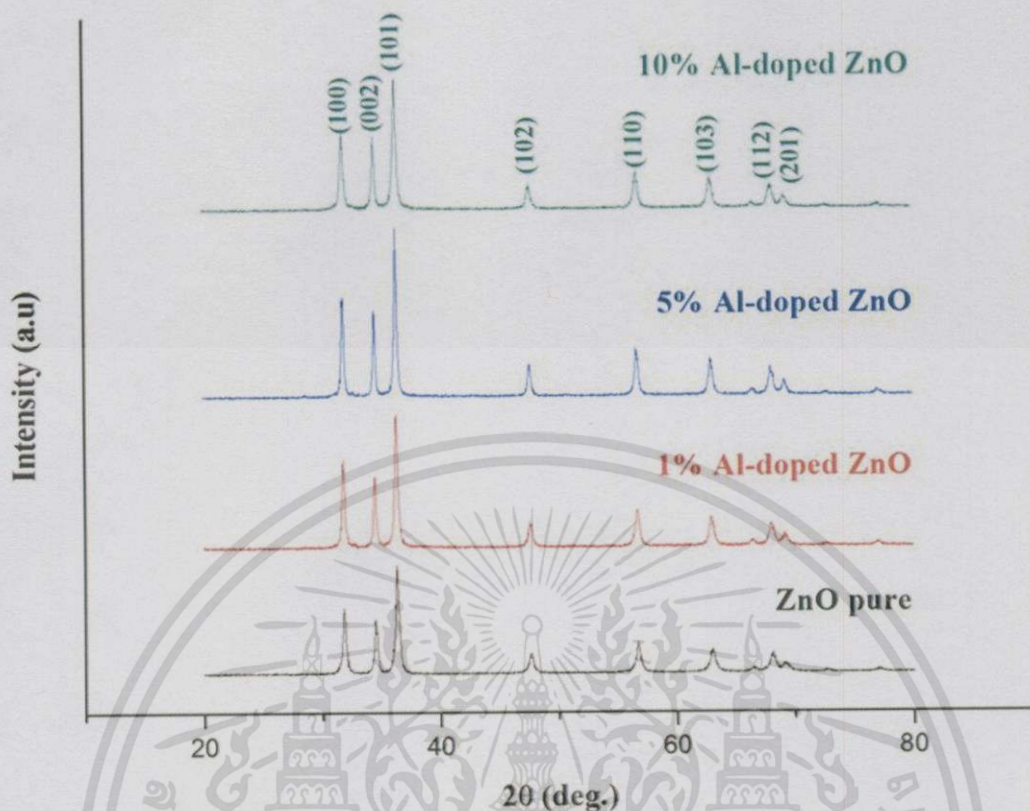 10% Al-doped ZnO
(100) (002) (101) (102) (110) (103) (112) (201)
5% Al-doped ZnO
1% Al-doped ZnO
ZnO pure
Intensity (a.u)
20 40 60 80
2θ (deg.)